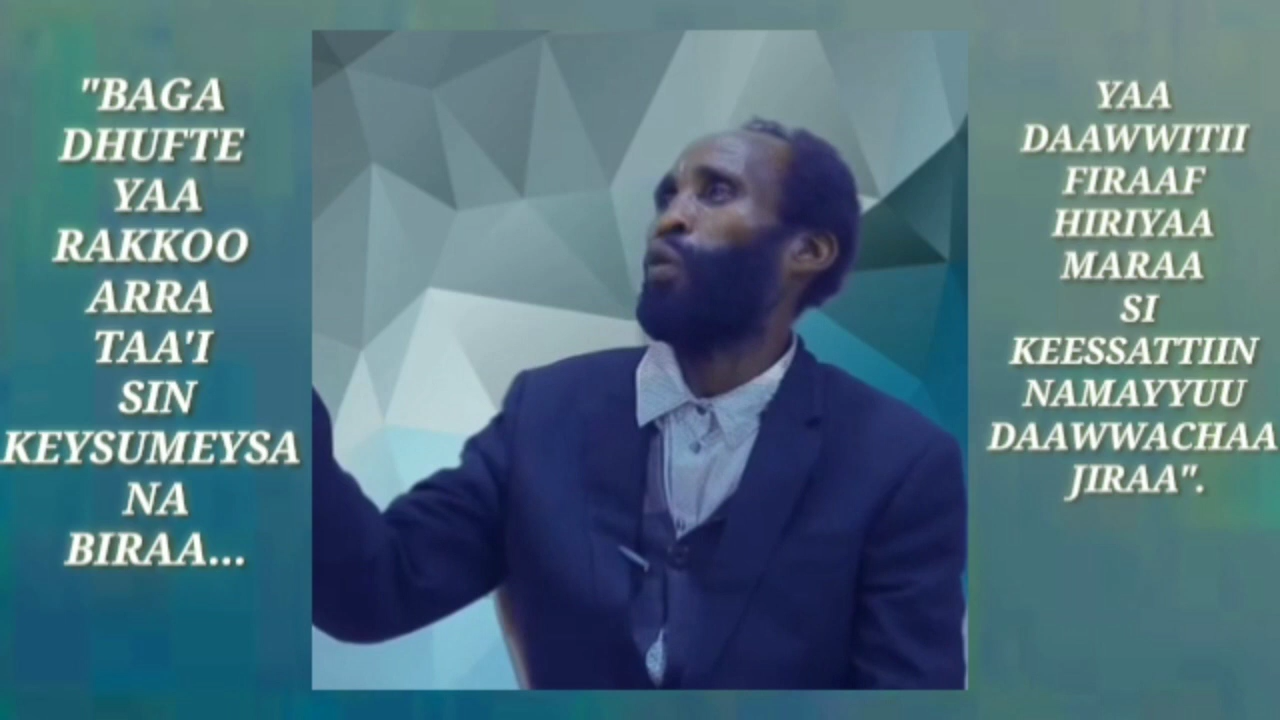 "BAGA
DHUFTE
YAA
RAKKOO
ARRA
TAA'I
SIN
KEYSUMEYSA
NA
BIRAA...
YAA
DAAWWITII
FIRAAF
HIRIYAA
MARAA
SI
KEESSATTIIN
NAMAYYUU
DAAWWACHAA
JIRAA".